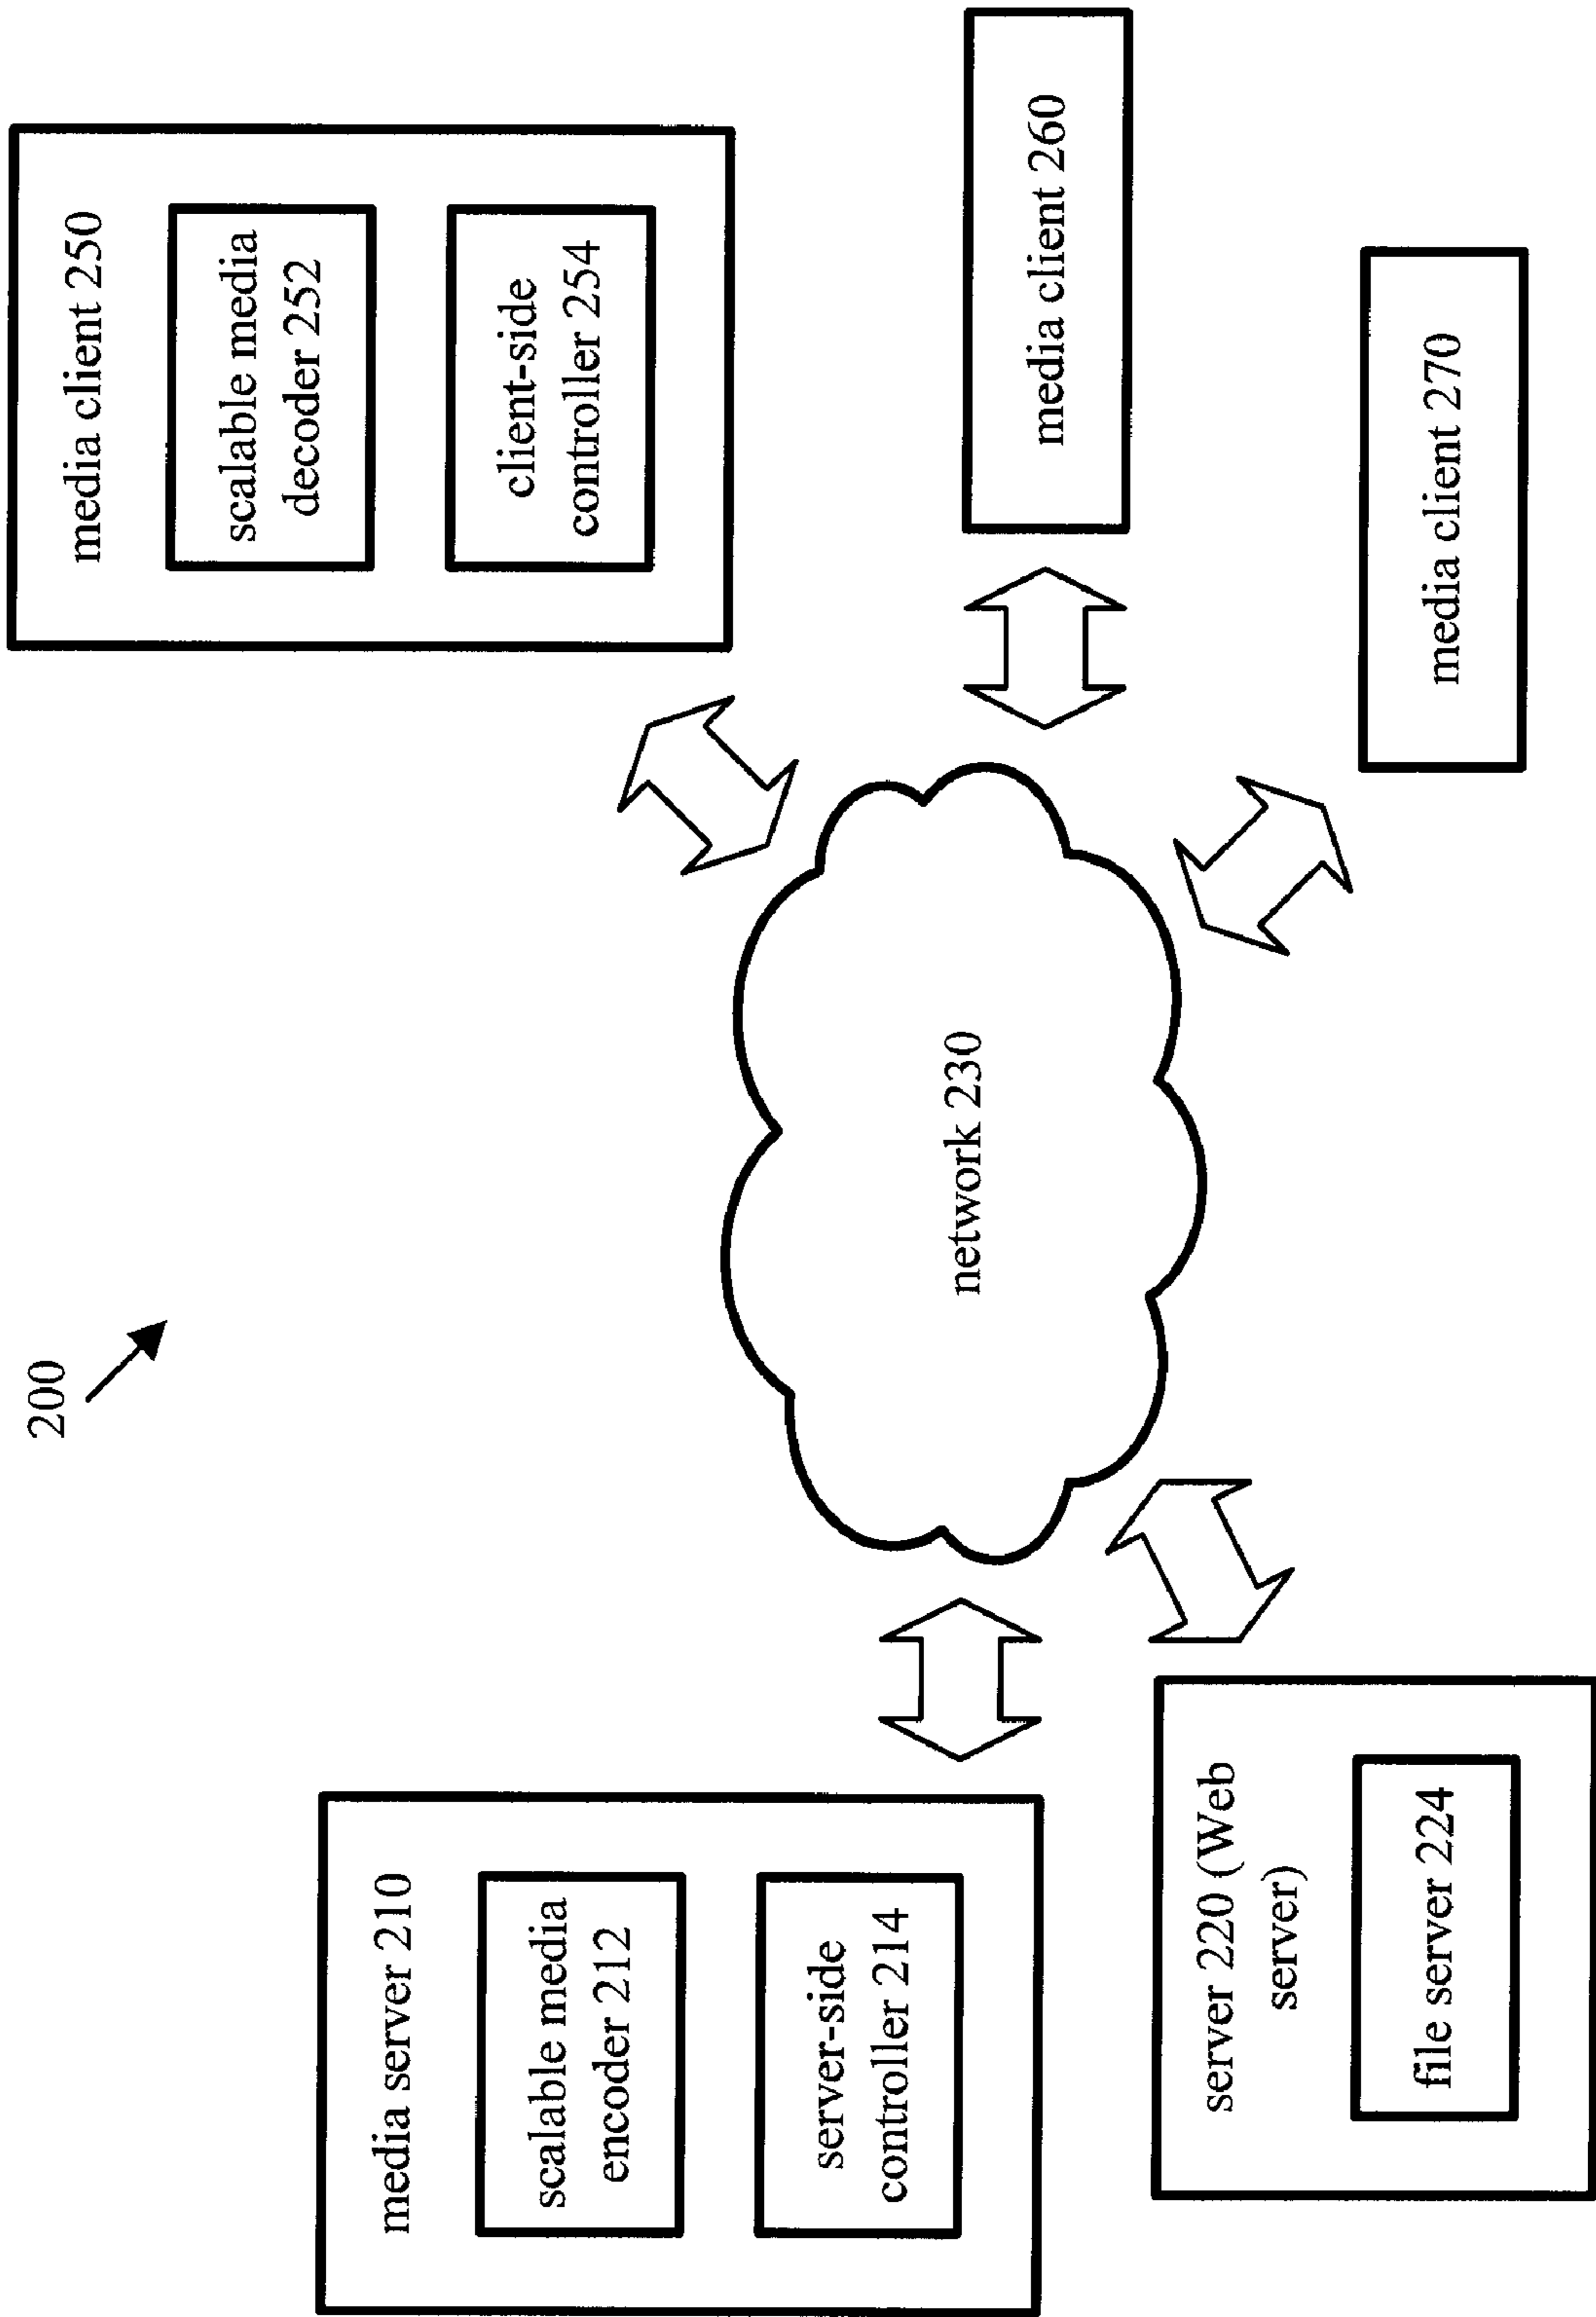 200
media server 210
scalable media
encoder 212
server-side
controller 214
server 220 (Web
server)
file server 224
network 230
media client 250
scalable media
decoder 252
client-side
controller 254
media client 260
media client 270